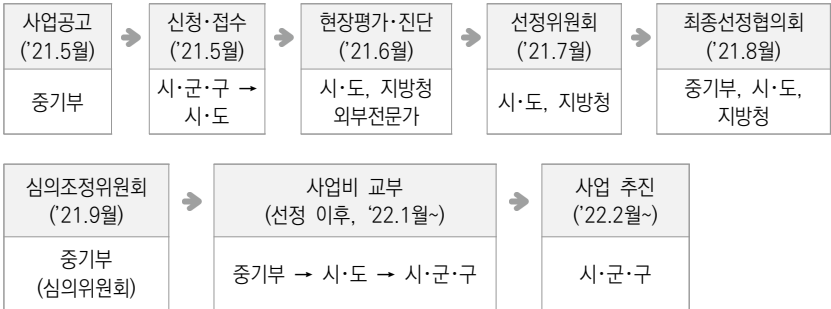 사업공고
('21.5월)
중기부
신청·접수
('21.5월)
시·군·구 →
시·도
현장평가·진단
('21.6월)
시·도, 지방청
외부전문가
선정위원회
('21.7월)
시·도, 지방청
최종선정협의회
('21.8월)
중기부, 시·도,
지방청
심의조정위원회
('21.9월)
중기부
(심의위원회)
사업비 교부
(선정 이후, ‘22.1월~)
중기부 → 시·도 → 시·군·구
사업 추진
('22.2월~)
시·군·구